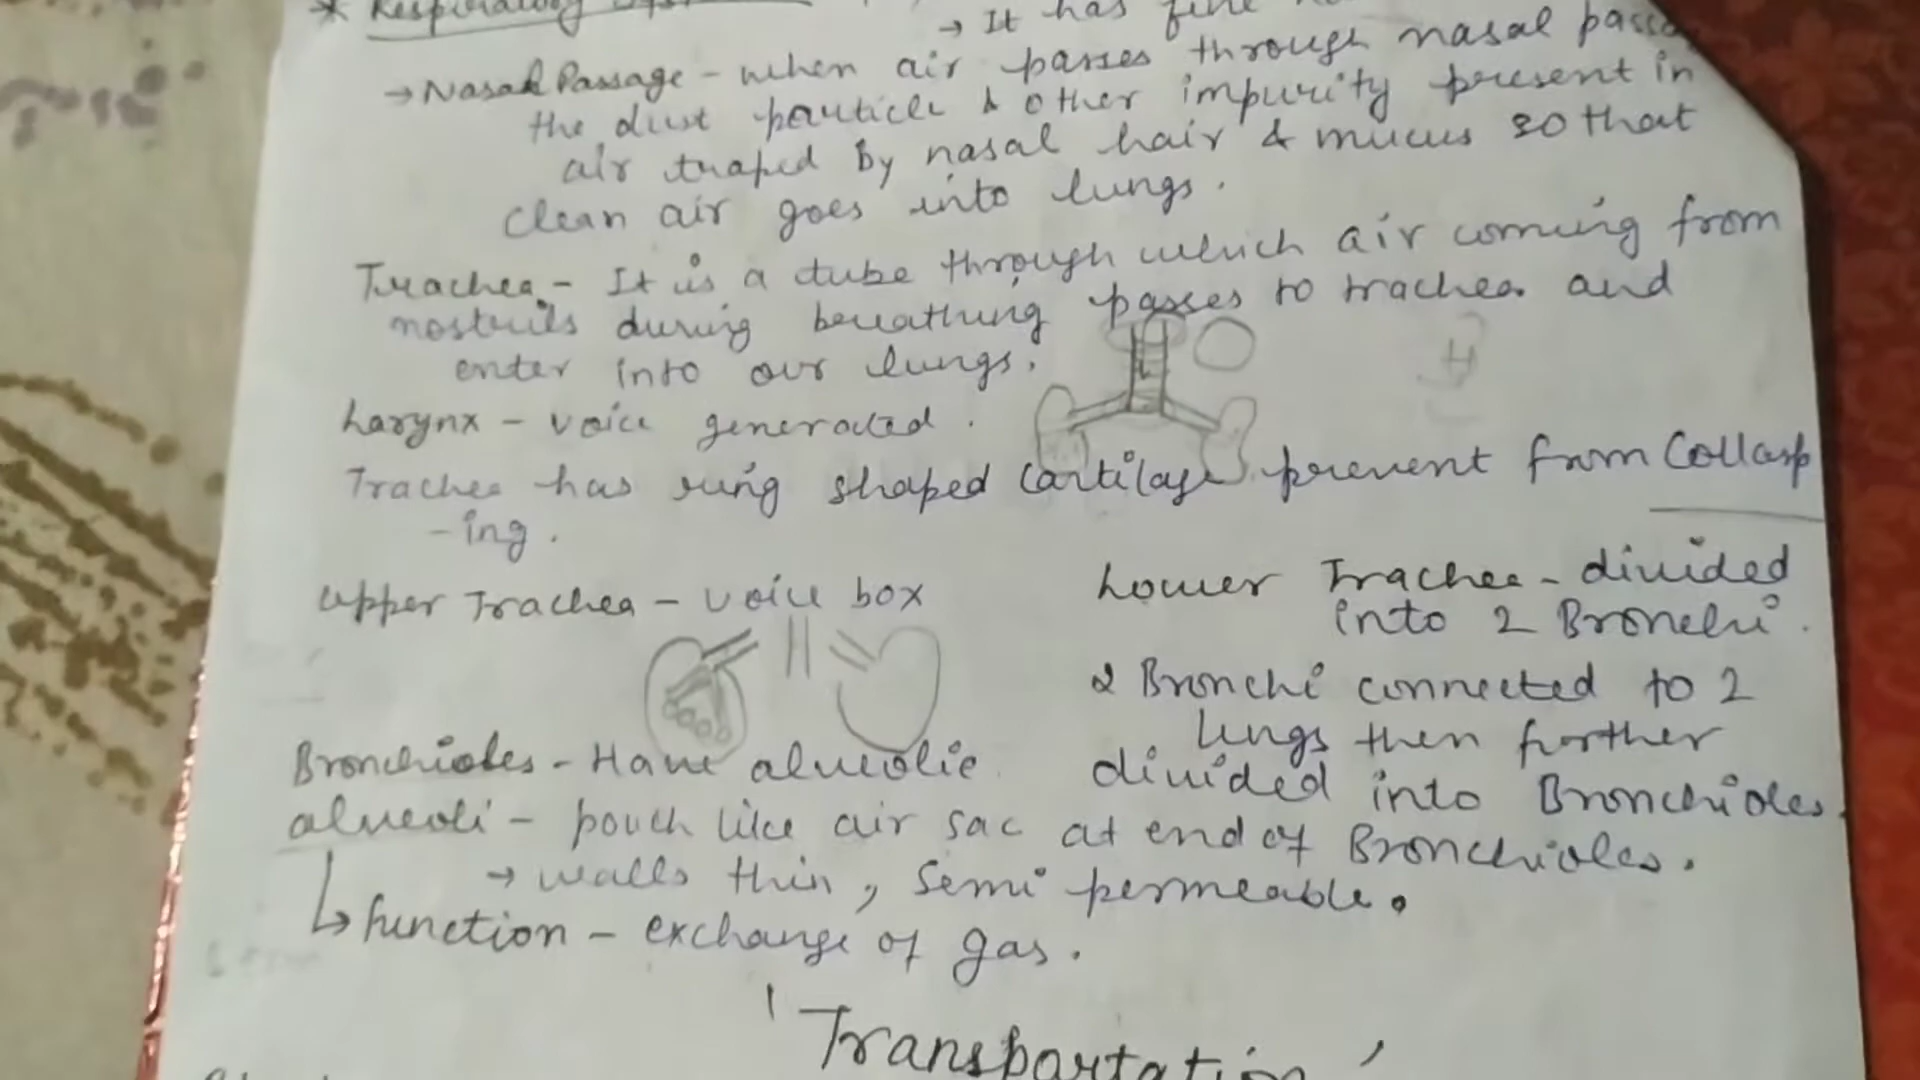 * Respiratory
→ It has fine
→ Nasal Passage - when air passes through nasal
the dust particle & other impurity present in
air traped by nasal hair & mucus so that
clean air goes into lungs.
Trachea - It is a tube through which air coming from
nostrils during breathing passes to trachea and
enter into our lungs.
Larynx - voice generated.
Trachea has ring shaped Cartilage prevent from Collasp
-ing.
upper Trachea - voice box
Lower Trachea - divided
into 2 Bronchi.
2 Bronchi connected to 2
lungs then further
divided into Bronchioles.
Bronchioles - Have alveolie
alveoli - pouch like air sac at end of Bronchioles.
→ walls thin, semi permeable.
↳ function - exchange of gas.
'Transportation'